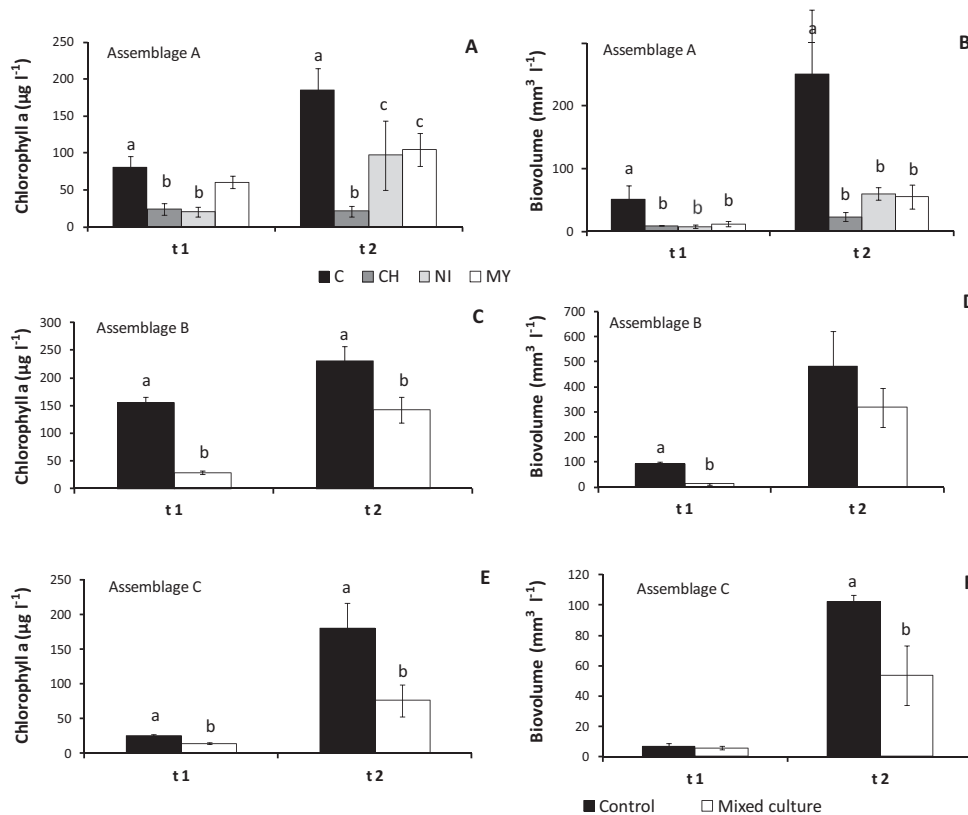 Assemblage A
A
Chlorophyll a (µg l⁻¹)
250
200
150
100
50
0
a
b
b
a
b
c
c
t 1
t 2
Assemblage A
B
Biovolume (mm³ l⁻¹)
200
100
0
a
b
b
b
a
b
b
b
t 1
t 2
C
CH
NI
MY
Assemblage B
C
Chlorophyll a (µg l⁻¹)
300
250
200
150
100
50
0
a
b
a
b
t 1
t 2
Assemblage B
Biovolume (mm³ l⁻¹)
700
600
500
400
300
200
100
0
a
b
t 1
t 2
Assemblage C
E
Chlorophyll a (µg l⁻¹)
250
200
150
100
50
0
a
b
a
b
t 1
t 2
Assemblage C
Biovolume (mm³ l⁻¹)
120
100
80
60
40
20
0
a
b
t 1
t 2
Control
Mixed culture